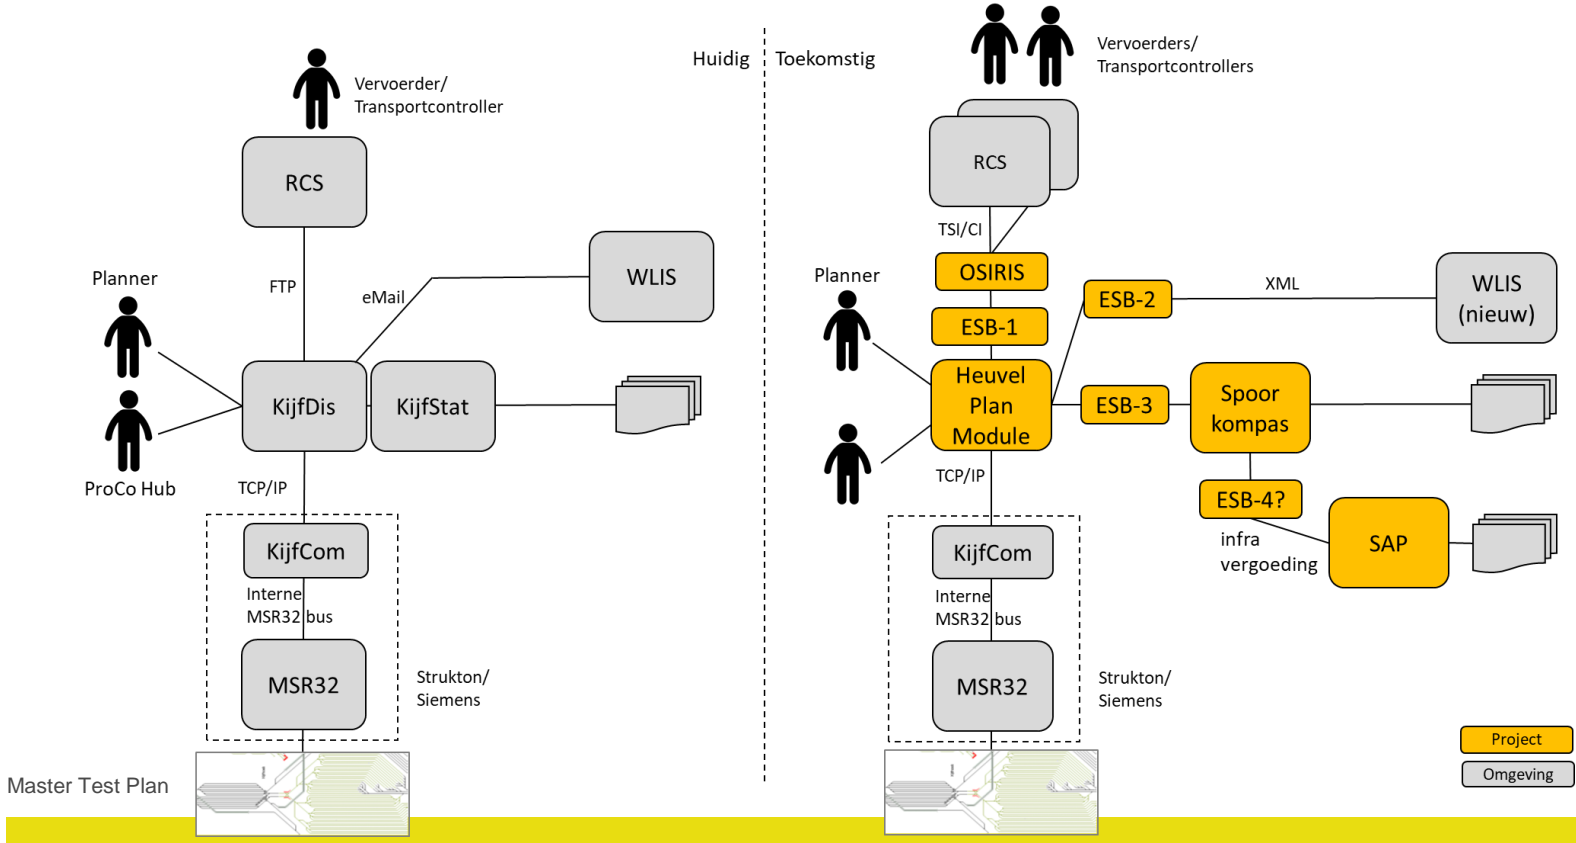 Huidig
Toekomstig
Vervoerder/
Transportcontroller
RCS
FTP
eMail
WLIS
Planner
KijfDis
KijfStat
ProCo Hub
TCP/IP
KijfCom
Interne
MSR32 bus
MSR32
Strukton/
Siemens
Vervoerders/
Transportcontrollers
RCS
TSI/CI
OSIRIS
ESB-1
ESB-2
XML
WLIS
(nieuw)
Planner
Heuvel
Plan
Module
ESB-3
Spoor
kompas
TCP/IP
ESB-4?
infra
vergoeding
SAP
KijfCom
Interne
MSR32 bus
MSR32
Strukton/
Siemens
Project
Omgeving
Master Test Plan